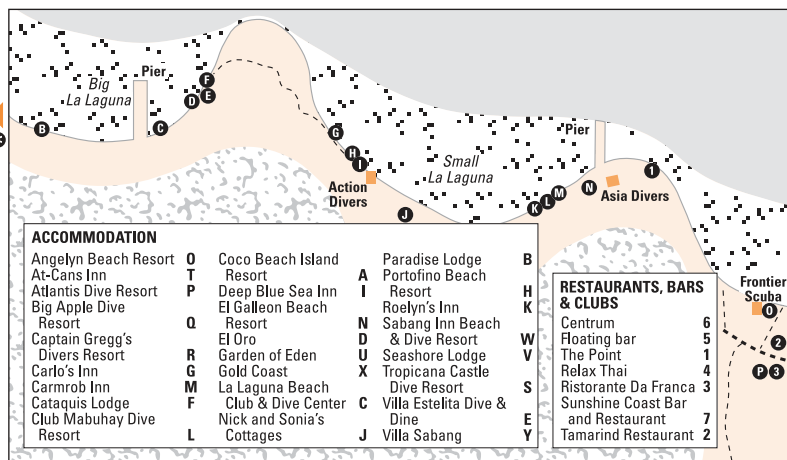 Big
La Laguna
Pier
F
E
D
B
C
G
H
I
Action
Divers
J
Small
La Laguna
Pier
K
L
M
N
Asia Divers
1
Frontier
Scuba
O
2
P 3
ACCOMMODATION
Angelyn Beach Resort O
At-Cans Inn T
Atlantis Dive Resort P
Big Apple Dive
Resort Q
Captain Gregg's
Divers Resort R
Carlo's Inn G
Carmrob Inn M
Cataquis Lodge F
Club Mabuhay Dive
Resort L
Coco Beach Island
Resort A
Deep Blue Sea Inn I
El Galleon Beach
Resort N
El Oro D
Garden of Eden U
Gold Coast X
La Laguna Beach
Club & Dive Center C
Nick and Sonia's
Cottages J
Paradise Lodge B
Portofino Beach
Resort H
Roelyn's Inn K
Sabang Inn Beach
& Dive Resort W
Seashore Lodge V
Tropicana Castle
Dive Resort S
Villa Estelita Dive &
Dine E
Villa Sabang Y
RESTAURANTS, BARS
& CLUBS
Centrum 6
Floating bar 5
The Point 1
Relax Thai 4
Ristorante Da Franca 3
Sunshine Coast Bar
and Restaurant 7
Tamarind Restaurant 2